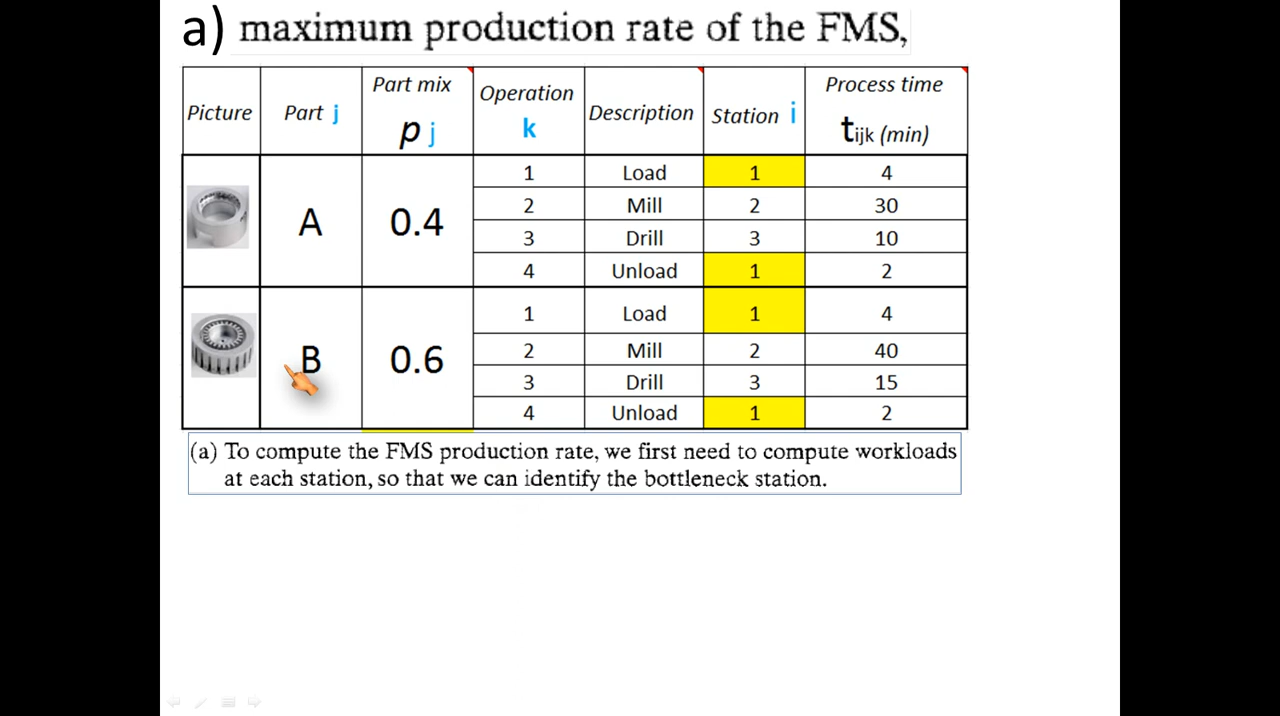 a) maximum production rate of the FMS,
Picture Part j Part mix p j Operation k Description Station i Process time tijk (min)
A 0.4
1 Load 1 4
2 Mill 2 30
3 Drill 3 10
4 Unload 1 2
B 0.6
1 Load 1 4
2 Mill 2 40
3 Drill 3 15
4 Unload 1 2
(a) To compute the FMS production rate, we first need to compute workloads
at each station, so that we can identify the bottleneck station.